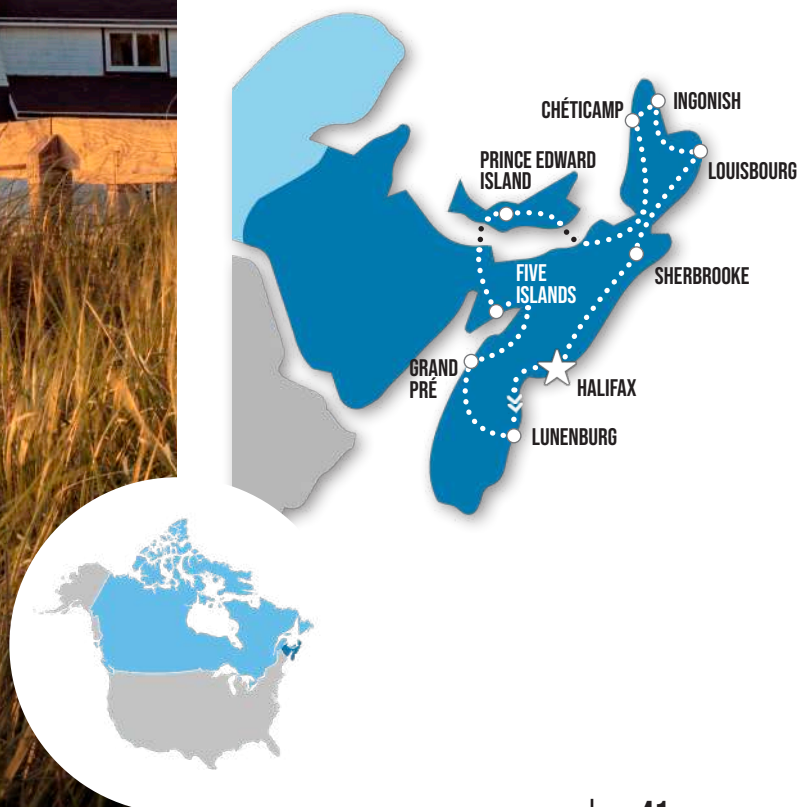 INGONISH
CHÉTICAMP
PRINCE EDWARD
ISLAND
LOUISBOURG
FIVE
ISLANDS
SHERBROOKE
GRAND
PRÉ
HALIFAX
LUNENBURG